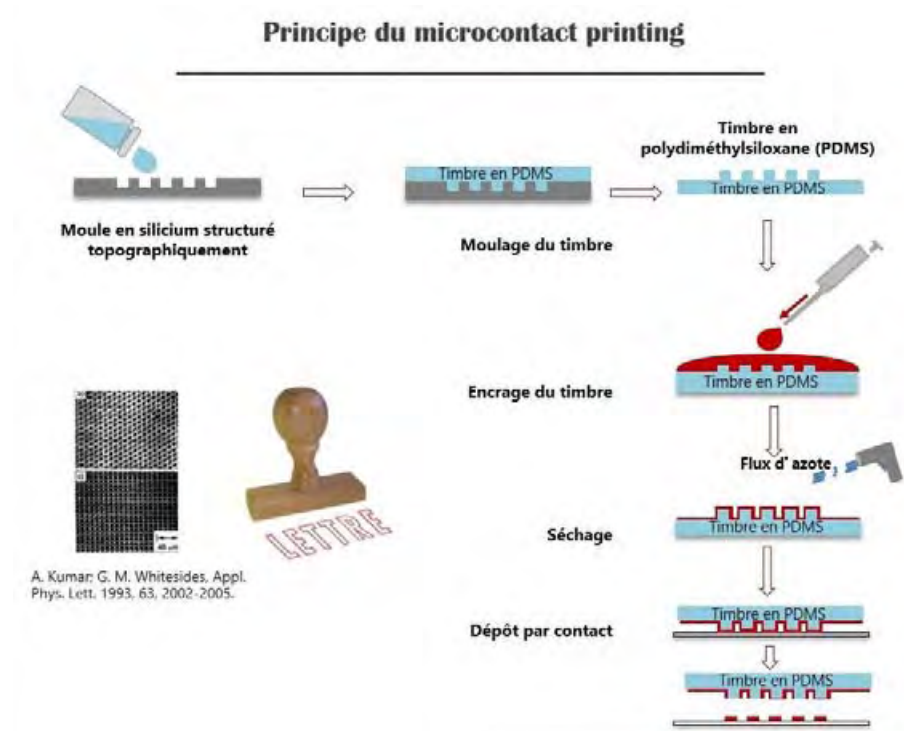 Principe du microcontact printing
Timbre en
polydiméthylsiloxane (PDMS)
Timbre en PDMS
Timbre en PDMS
Moule en silicium structuré
topographiquement
Moulage du timbre
Timbre en PDMS
Encrage du timbre
Flux d' azote
Timbre en PDMS
Séchage
LETTRE
A. Kumar; G. M. Whitesides, Appl.
Phys. Lett. 1993, 63, 2002-2005.
Timbre en PDMS
Dépôt par contact
Timbre en PDMS